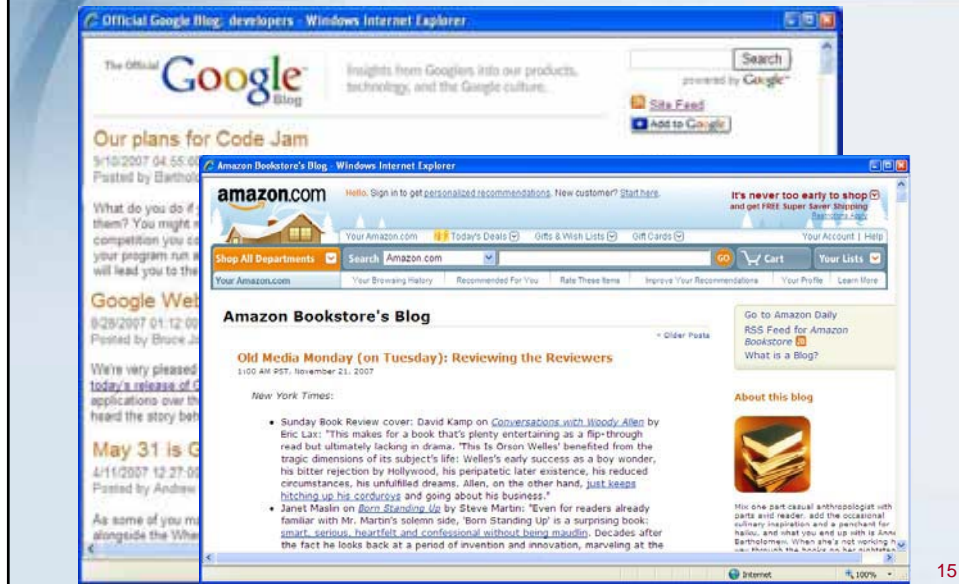 Official Google Blog: developers - Windows Internet Explorer
The Official Google Blog
Insights from Googlers into our products,
technology, and the Google culture.
Search
powered by Google™
Site Feed
Add to Google
Our plans for Code Jam
9/10/2007 04:55:00
Posted by
What do you do if
them? You might
competition you
your program run
will lead you to the
Google Web
8/28/2007 01:12:00
Posted by Bruce
We're very pleased
today's release of
applications over
heard the story
May 31 is G
4/11/2007 12:27:00
Posted by Andrew
As some of you
alongside the
Amazon Bookstore's Blog - Windows Internet Explorer
amazon.com
Hello. Sign in to get personalized recommendations. New customer? Start here.
It's never too early to shop
and get FREE Super Saver Shipping
Restrictions Apply
Your Amazon.com Today's Deals Gifts & Wish Lists Gift Cards Your Account | Help
Shop All Departments Search Amazon.com GO Cart Your Lists
Your Amazon.com Your Browsing History Recommended For You Rate These Items Improve Your Recommendations Your Profile Learn More
Amazon Bookstore's Blog
« Older Posts
Go to Amazon Daily
RSS Feed for Amazon
Bookstore
What is a Blog?
Old Media Monday (on Tuesday): Reviewing the Reviewers
1:00 AM PST, November 21, 2007
New York Times:
• Sunday Book Review cover: David Kamp on Conversations with Woody Allen by
Eric Lax: "This makes for a book that's plenty entertaining as a flip-through
read but ultimately lacking in drama. 'This Is Orson Welles' benefited from the
tragic dimensions of its subject's life: Welles's early success as a boy wonder,
his bitter rejection by Hollywood, his peripatetic later existence, his reduced
circumstances, his unfulfilled dreams. Allen, on the other hand, just keeps
hitching up his corduroys and going about his business."
• Janet Maslin on Born Standing Up by Steve Martin: "Even for readers already
familiar with Mr. Martin's solemn side, 'Born Standing Up' is a surprising book:
smart, serious, heartfelt and confessional without being maudlin. Decades after
the fact he looks back at a period of invention and innovation, marveling at the
About this blog
Mix one part casual anthropologist with
parts avid reader, add the occasional
culinary inspiration and a penchant for
haiku, and what you end up with is Anne
Bartholomew. When she's not working
way through the books on her nightstand
Internet 100%
15